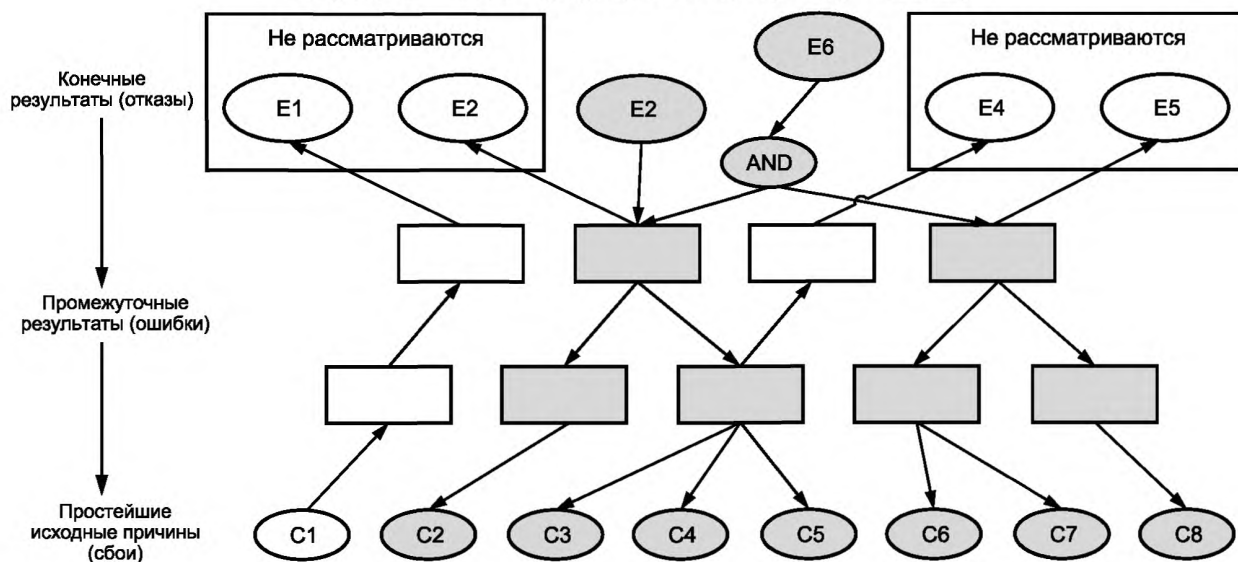 Не рассматриваются
E6
Не рассматриваются
Конечные
результаты (отказы)
E1
E2
E2
E4
E5
AND
Промежуточные
результаты (ошибки)
Простейшие
исходные причины
(сбои)
C1
C2
C3
C4
C5
C6
C7
C8